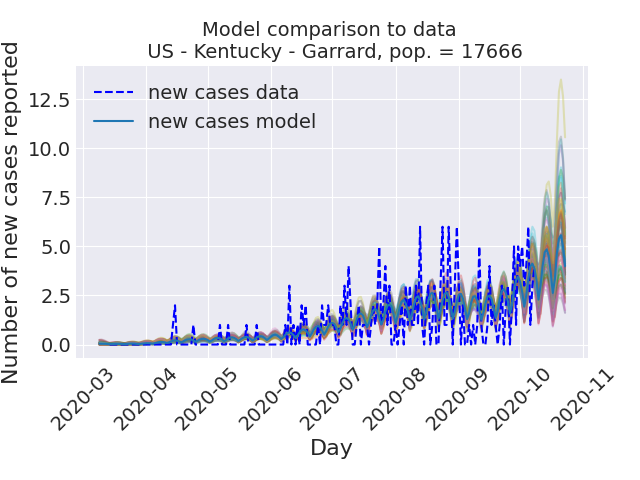 Model comparison to data
US - Kentucky - Garrard, pop. = 17666
Number of new cases reported
12.5
10.0
7.5
5.0
2.5
0.0
new cases data
new cases model
2020-03
2020-04
2020-05
2020-06
2020-07
2020-08
2020-09
2020-10
2020-11
Day